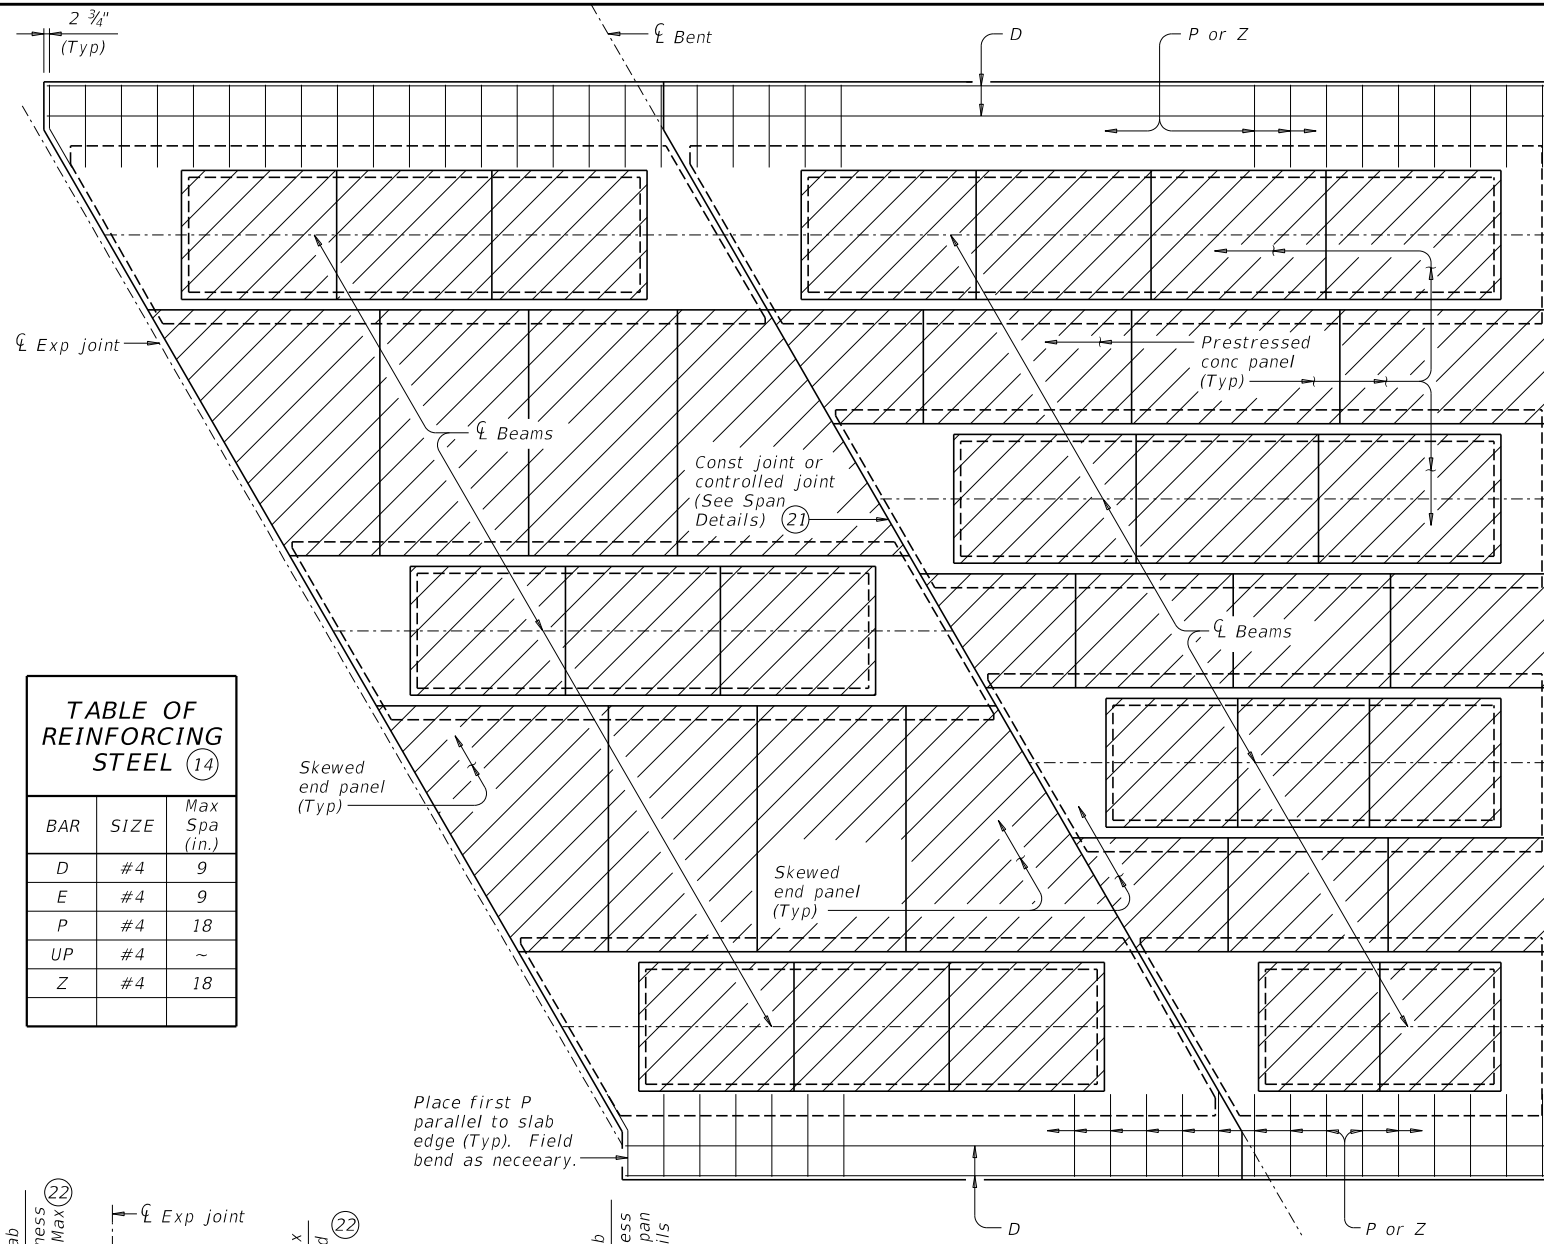 2 ¾"
(Typ)
℄ Bent
D
P or Z
℄ Exp joint
Prestressed
conc panel
(Typ)
℄ Beams
Const joint or
controlled joint
(See Span
Details) 21
℄ Beams
TABLE OF
REINFORCING
STEEL 14
BAR SIZE Max Spa (in.)
D #4 9
E #4 9
P #4 18
UP #4 ~
Z #4 18
Skewed
end panel
(Typ)
Skewed
end panel
(Typ)
Place first P
parallel to slab
edge (Typ). Field
bend as neceeary.
D
P or Z
22
Max
℄ Exp joint
22